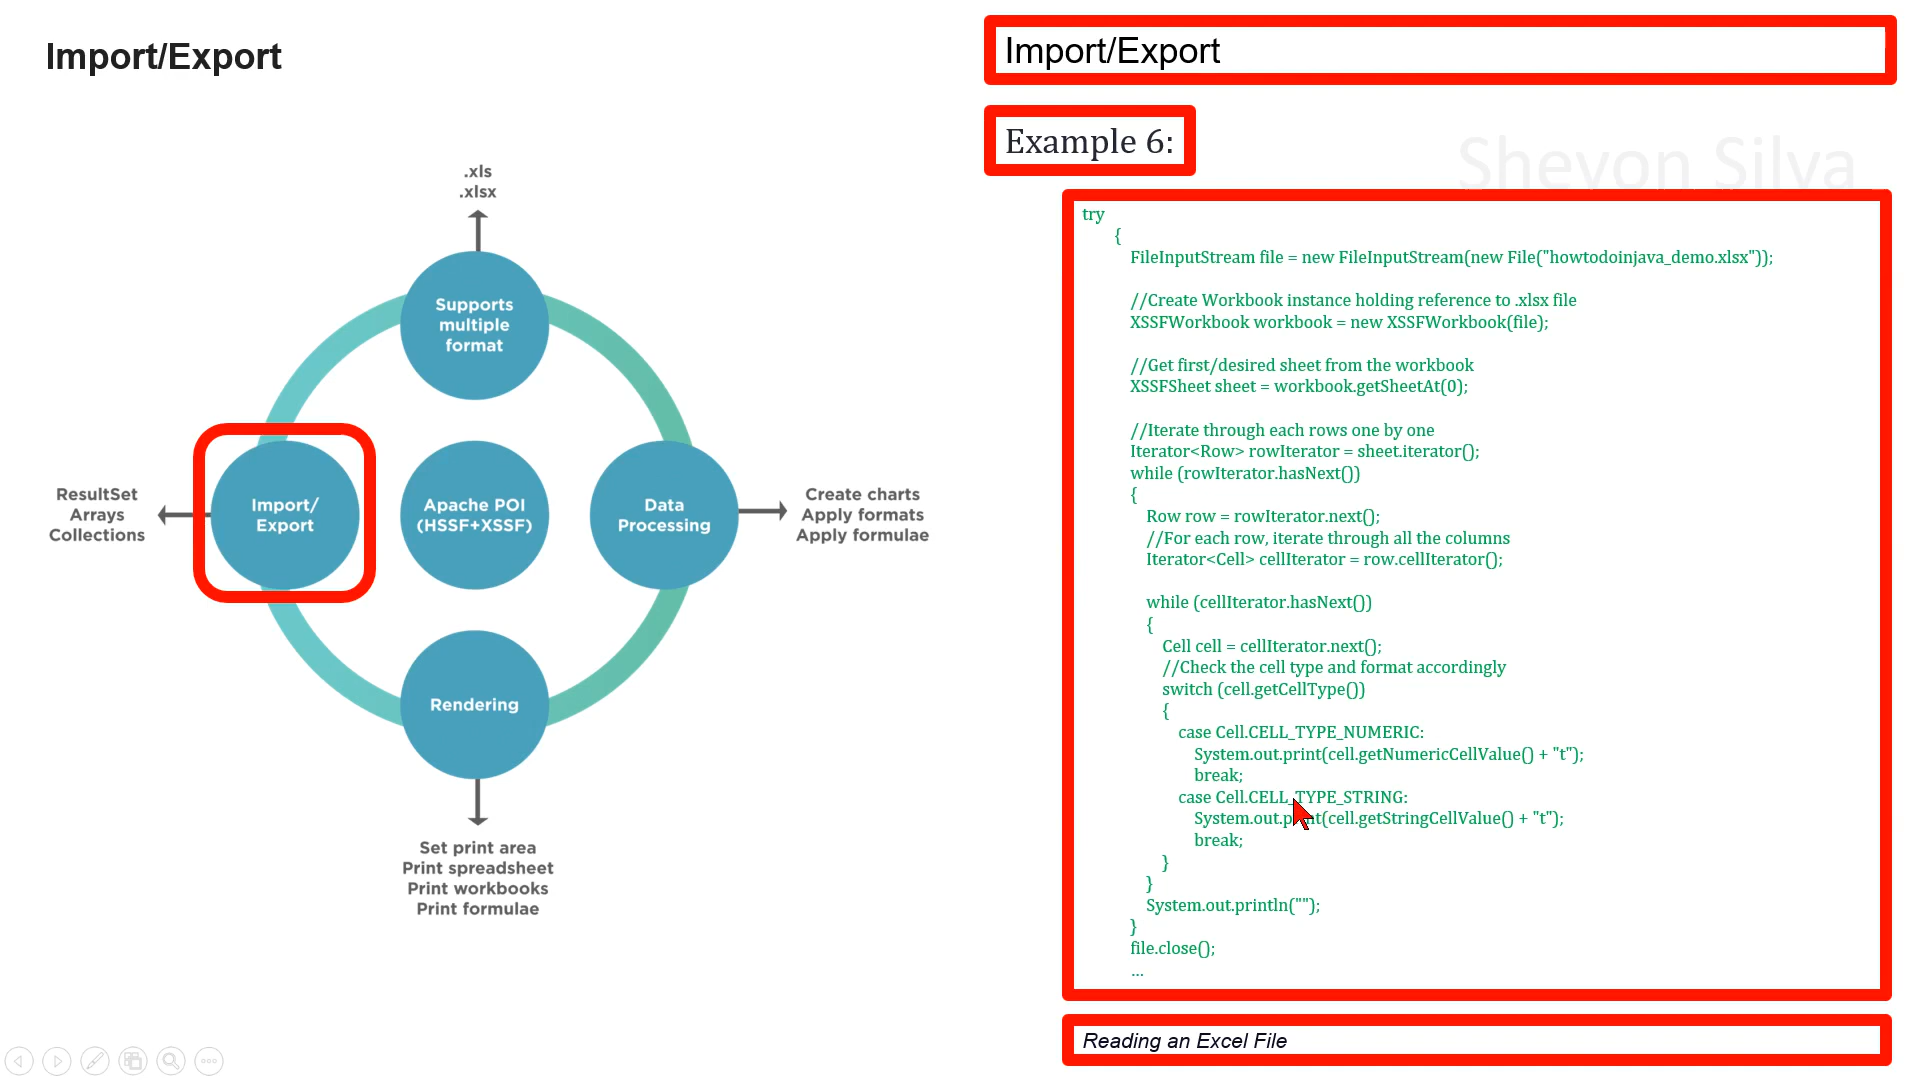 Import/Export
.xls
.xlsx
Supports
multiple
format
ResultSet
Arrays
Collections
Import/
Export
Apache POI
(HSSF+XSSF)
Data
Processing
Create charts
Apply formats
Apply formulae
Rendering
Set print area
Print spreadsheet
Print workbooks
Print formulae
Import/Export
Example 6:
Shevon Silva
try
{
FileInputStream file = new FileInputStream(new File("howtodoinjava_demo.xlsx"));
//Create Workbook instance holding reference to .xlsx file
XSSFWorkbook workbook = new XSSFWorkbook(file);
//Get first/desired sheet from the workbook
XSSFSheet sheet = workbook.getSheetAt(0);
//Iterate through each rows one by one
Iterator<Row> rowIterator = sheet.iterator();
while (rowIterator.hasNext())
{
Row row = rowIterator.next();
//For each row, iterate through all the columns
Iterator<Cell> cellIterator = row.cellIterator();
while (cellIterator.hasNext())
{
Cell cell = cellIterator.next();
//Check the cell type and format accordingly
switch (cell.getCellType())
{
case Cell.CELL_TYPE_NUMERIC:
System.out.print(cell.getNumericCellValue() + "t");
break;
case Cell.CELL_TYPE_STRING:
System.out.print(cell.getStringCellValue() + "t");
break;
}
}
System.out.println("");
}
file.close();
...
Reading an Excel File